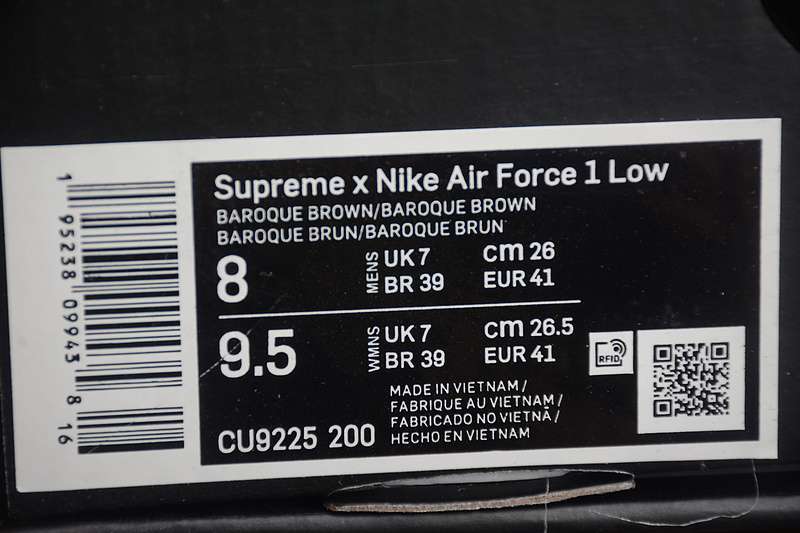 1 95238 09943 8 16
Supreme x Nike Air Force 1 Low
BAROQUE BROWN/BAROQUE BROWN
BAROQUE BRUN/BAROQUE BRUN
8 MENS UK 7 cm 26
BR 39 EUR 41
9.5 WMNS UK 7 cm 26.5
BR 39 EUR 41
RFID
MADE IN VIETNAM /
FABRIQUE AU VIETNAM /
FABRICADO NO VIETNÃ /
HECHO EN VIETNAM
CU9225 200